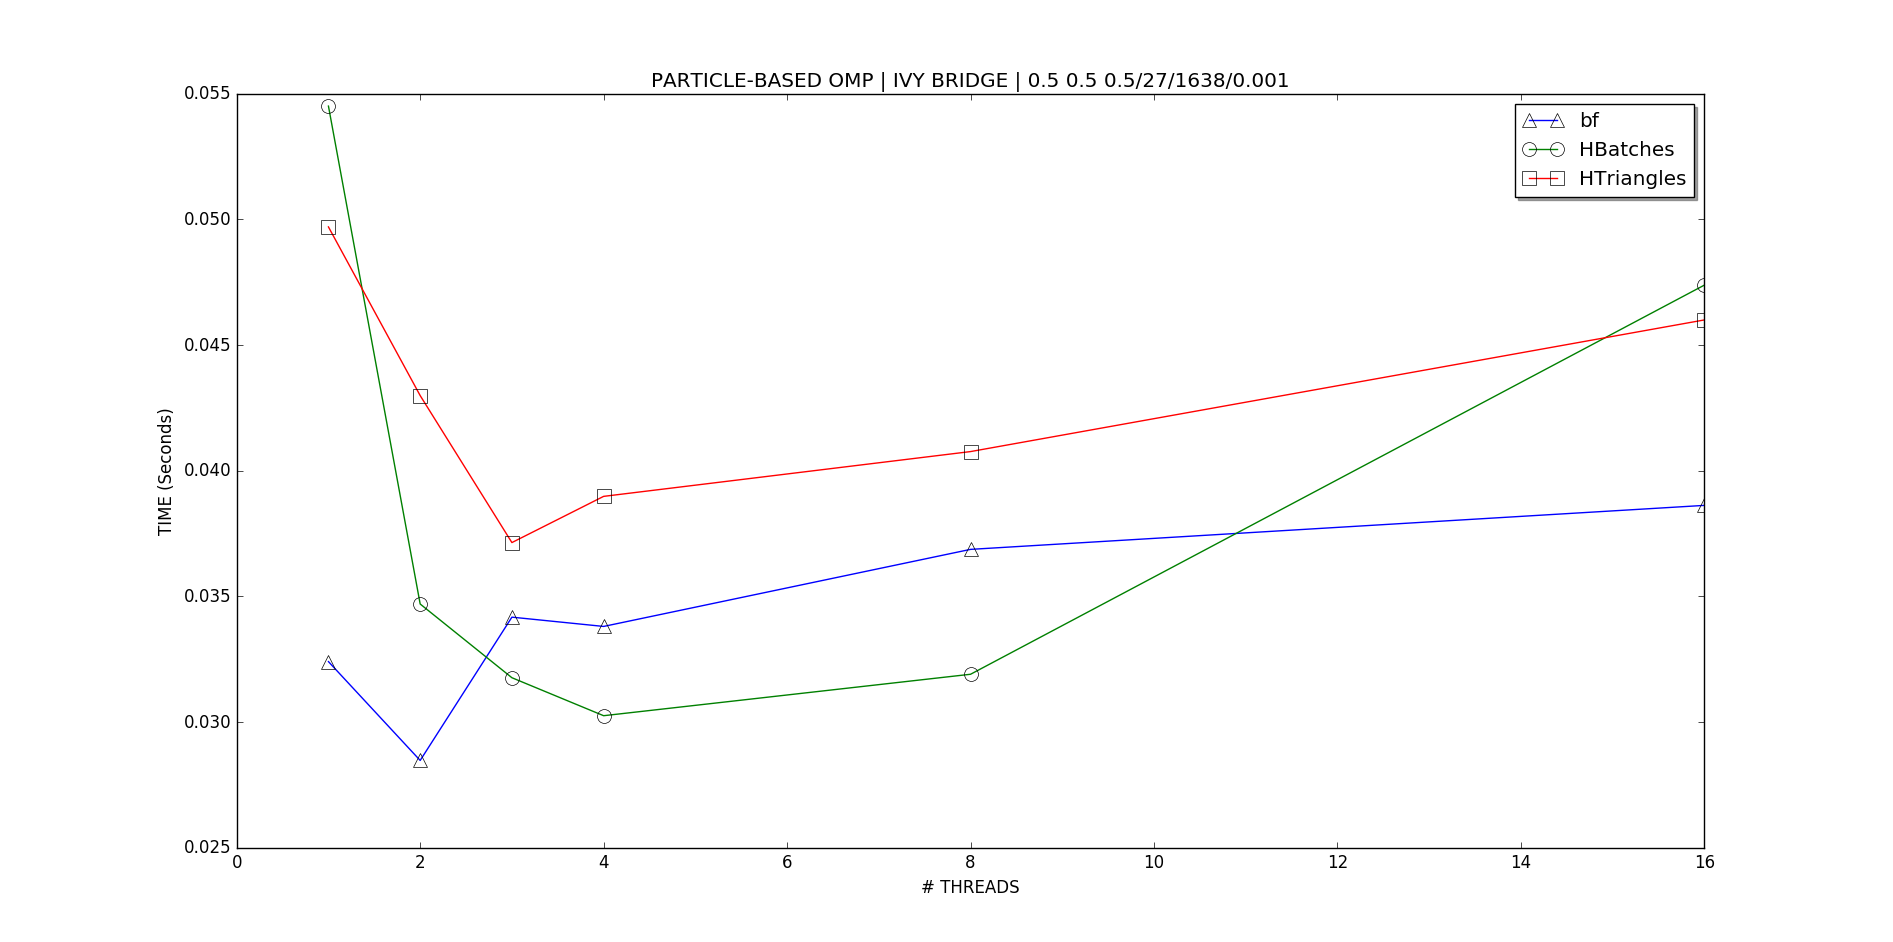 PARTICLE-BASED OMP | IVY BRIDGE | 0.5 0.5 0.5/27/1638/0.001
0.055
0.050
0.045
0.040
0.035
0.030
0.025
TIME (Seconds)
bf
HBatches
HTriangles
0 2 4 6 8 10 12 14 16
# THREADS